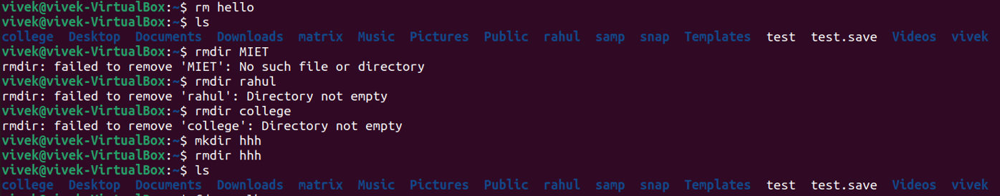 vivek@vivek-VirtualBox:~$ rm hello
vivek@vivek-VirtualBox:~$ ls
college  Desktop  Documents  Downloads  matrix  Music  Pictures  Public  rahul  samp  snap  Templates  test  test.save  Videos  vivek
vivek@vivek-VirtualBox:~$ rmdir MIET
rmdir: failed to remove 'MIET': No such file or directory
vivek@vivek-VirtualBox:~$ rmdir rahul
rmdir: failed to remove 'rahul': Directory not empty
vivek@vivek-VirtualBox:~$ rmdir college
rmdir: failed to remove 'college': Directory not empty
vivek@vivek-VirtualBox:~$ mkdir hhh
vivek@vivek-VirtualBox:~$ rmdir hhh
vivek@vivek-VirtualBox:~$ ls
college  Desktop  Documents  Downloads  matrix  Music  Pictures  Public  rahul  samp  snap  Templates  test  test.save  Videos  vivek